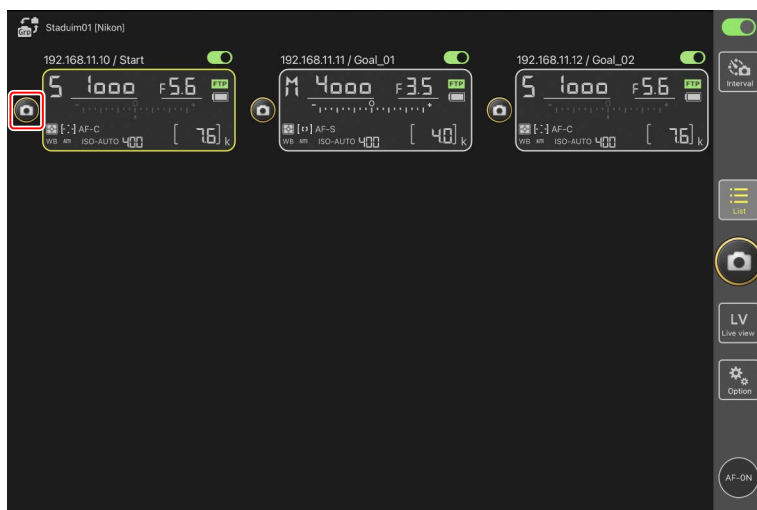 Grp
Staduim01 [Nikon]
192.168.11.10 / Start
S 1000 F5.6 FTP
AF-C
WB ISO-AUTO 400 [ 7.6] k
192.168.11.11 / Goal_01
M 4000 F3.5 FTP
AF-S
WB ISO-AUTO 400 [ 4.0] k
192.168.11.12 / Goal_02
S 1000 F5.6 FTP
AF-C
WB ISO-AUTO 400 [ 7.6] k
Interval
List
LV
Live view
Option
AF-ON